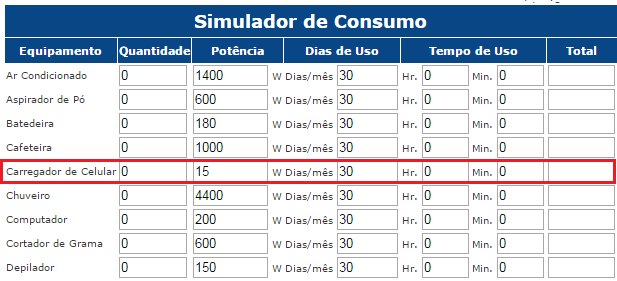 Simulador de Consumo
Equipamento Quantidade Potência Dias de Uso Tempo de Uso Total
Ar Condicionado 0 1400 W Dias/mês 30 Hr. 0 Min. 0
Aspirador de Pó 0 600 W Dias/mês 30 Hr. 0 Min. 0
Batedeira 0 180 W Dias/mês 30 Hr. 0 Min. 0
Cafeteira 0 1000 W Dias/mês 30 Hr. 0 Min. 0
Carregador de Celular 0 15 W Dias/mês 30 Hr. 0 Min. 0
Chuveiro 0 4400 W Dias/mês 30 Hr. 0 Min. 0
Computador 0 200 W Dias/mês 30 Hr. 0 Min. 0
Cortador de Grama 0 600 W Dias/mês 30 Hr. 0 Min. 0
Depilador 0 150 W Dias/mês 30 Hr. 0 Min. 0